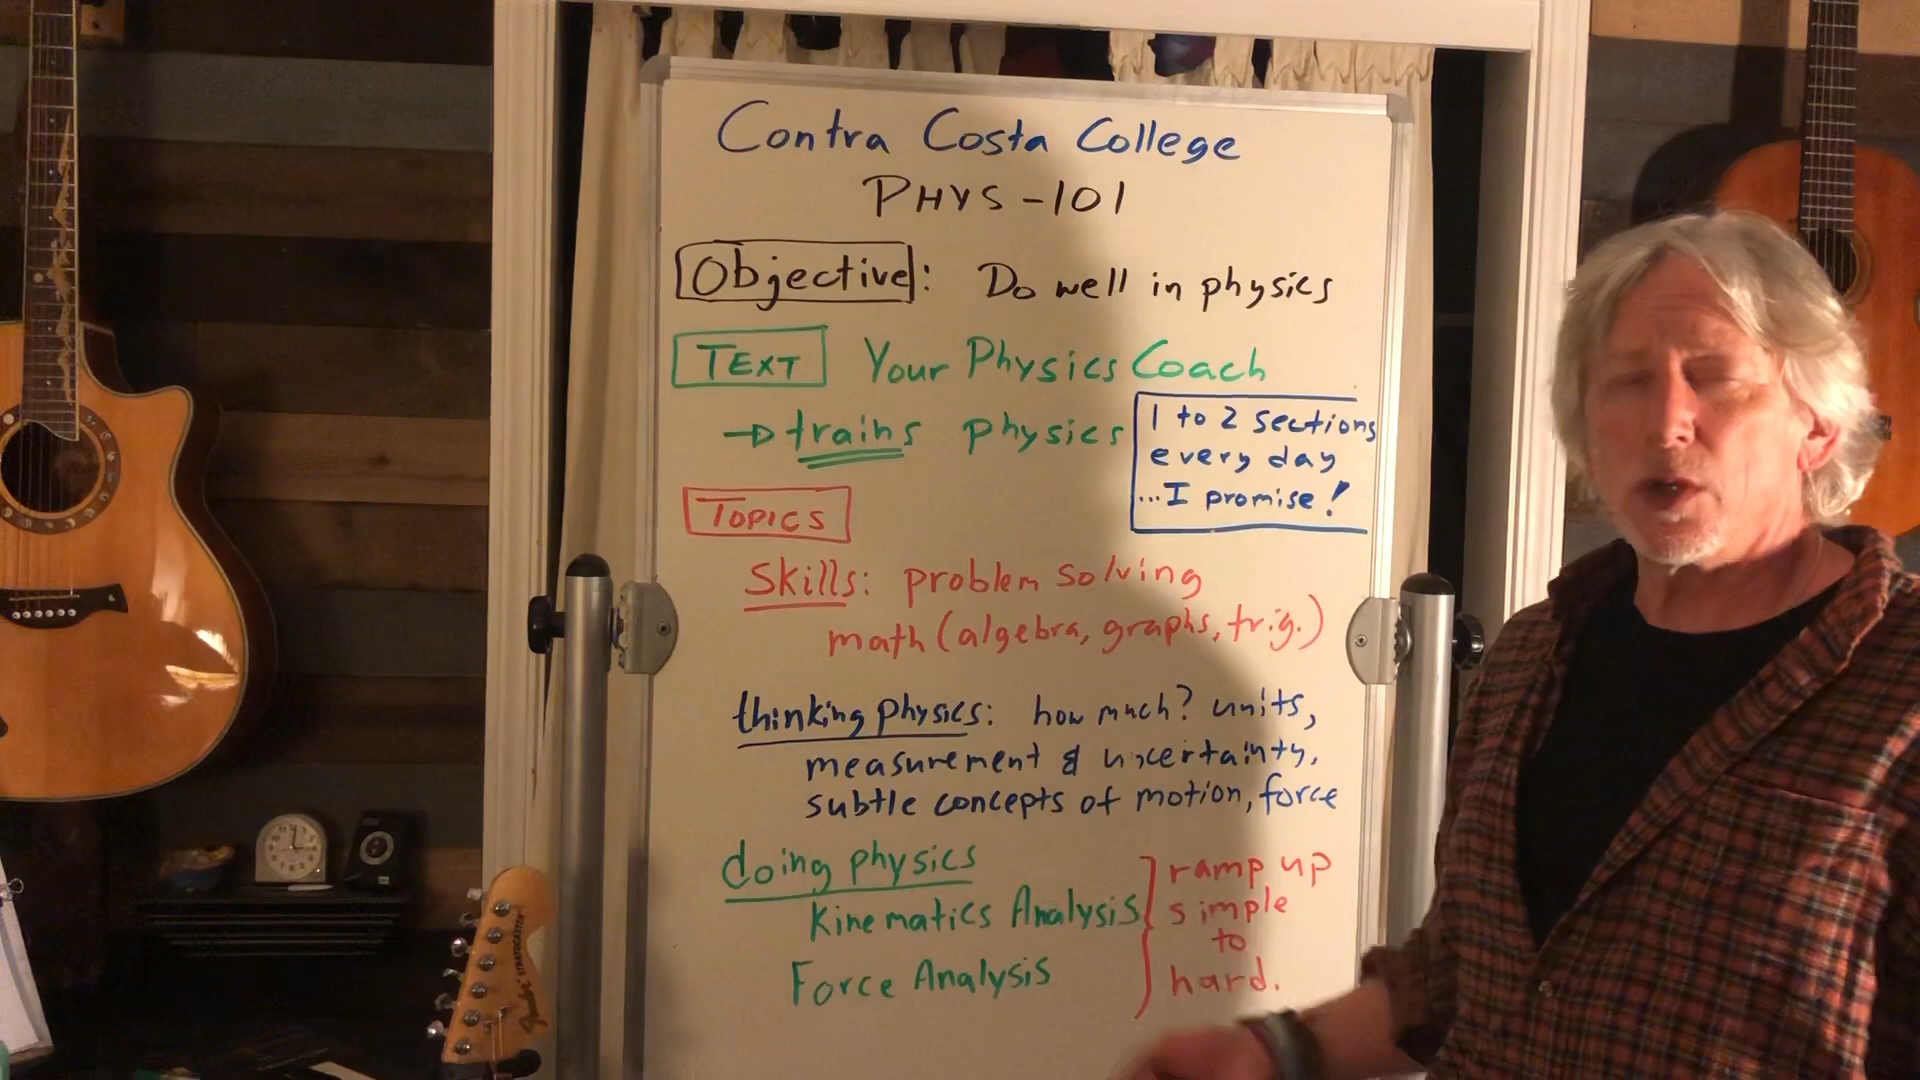 Contra Costa College
PHYS-101
Objective: Do well in physics
TEXT Your Physics Coach
→ trains physics
1 to 2 sections
every day
...I promise!
TOPICS
Skills: problem solving
math (algebra, graphs, trig.)
thinking physics: how much? units,
measurement & uncertainty,
subtle concepts of motion, force
doing physics
Kinematics Analysis
Force Analysis
ramp up
simple
to
hard.
Fender STRATOCASTER